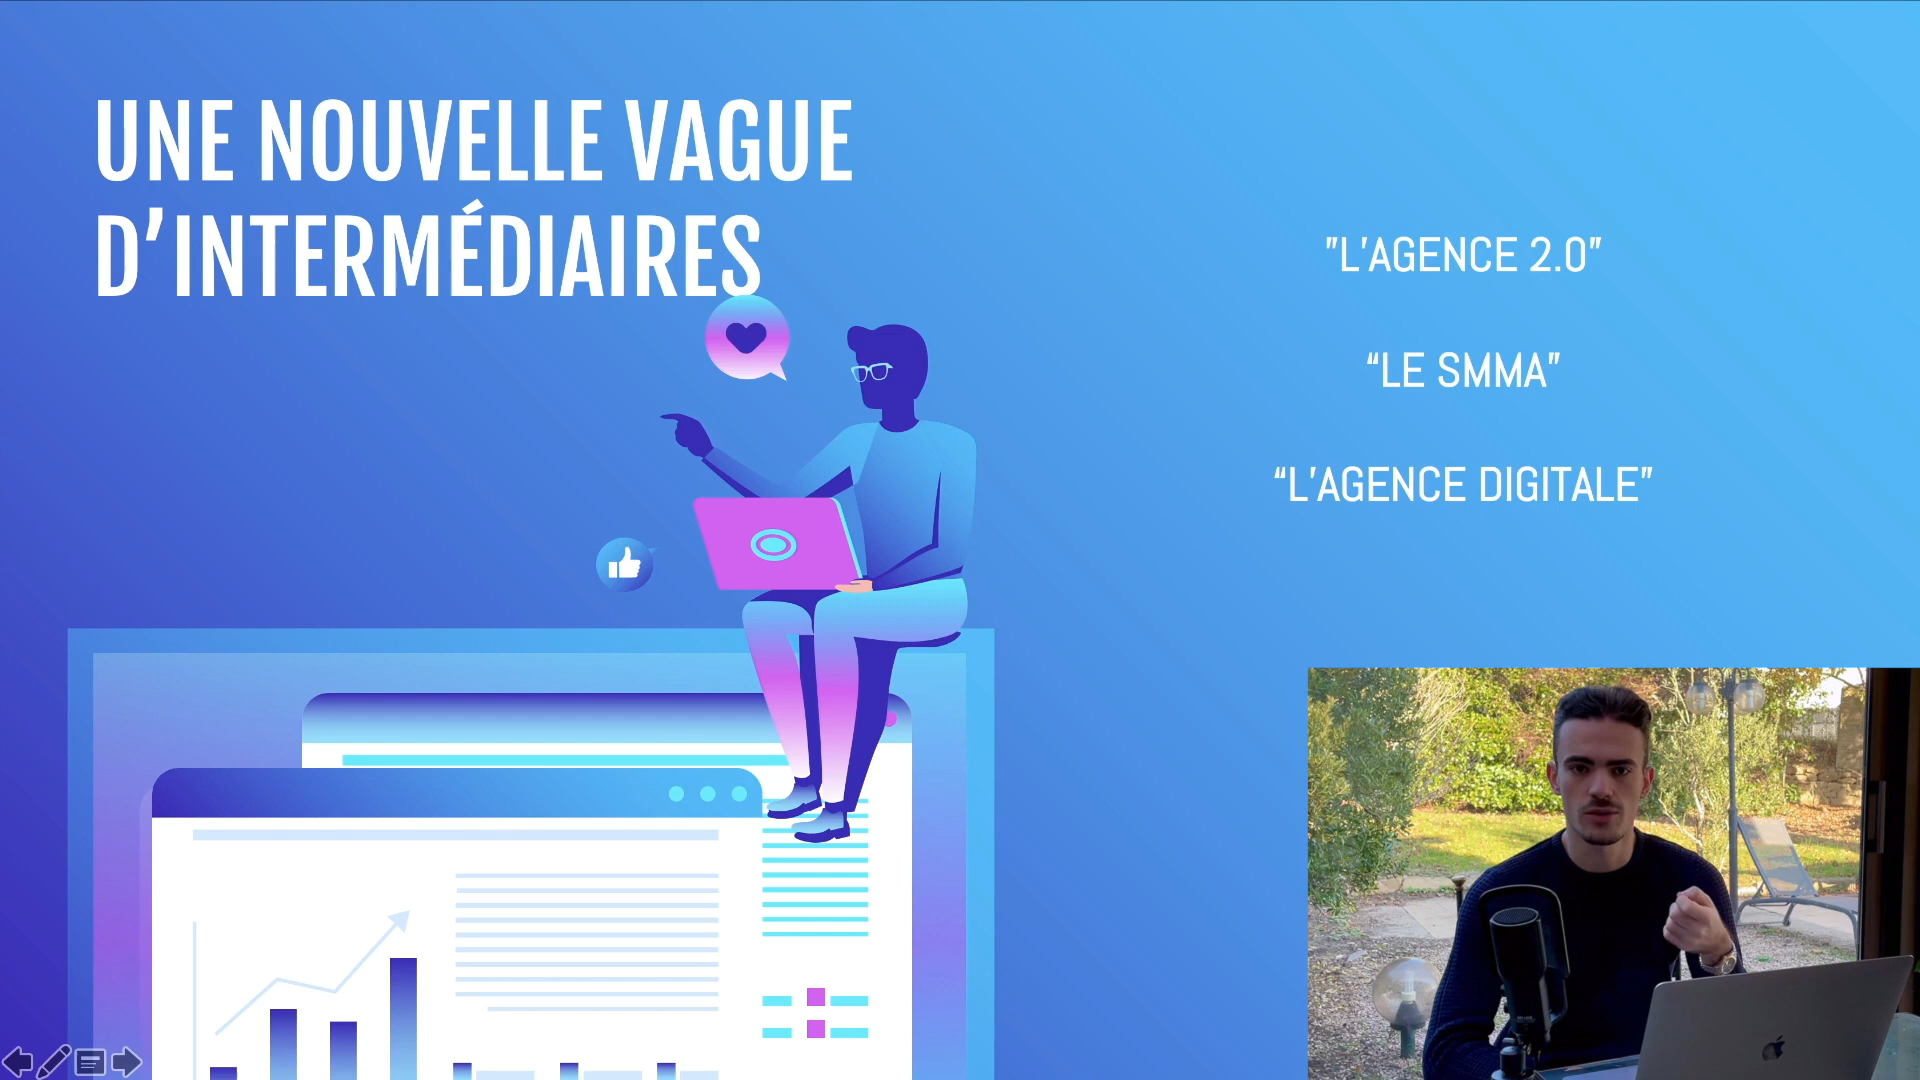 UNE NOUVELLE VAGUE
D’INTERMÉDIAIRES
"L’AGENCE 2.0”
“LE SMMA”
“L’AGENCE DIGITALE”